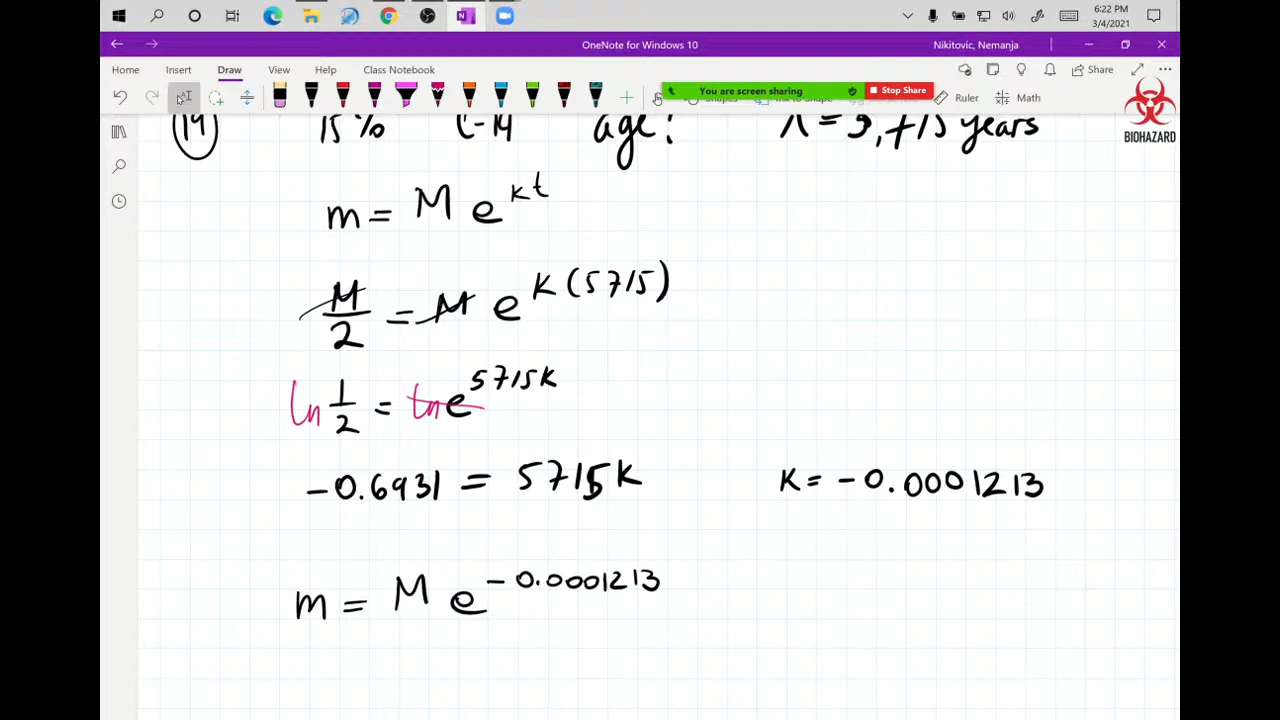 6:22 PM
3/4/2021
OneNote for Windows 10
Nikitovic, Nemanja
Home Insert Draw View Help Class Notebook
Share
You are screen sharing
Stop Share
Ruler
Math
BIOHAZARD
15% C-14 age? 5,715 years
m = M e^{kt}
M/2 = M e^{k(5715)}
ln 1/2 = ln e^{5715k}
-0.6931 = 5715k K = -0.0001213
m = M e^{-0.0001213}